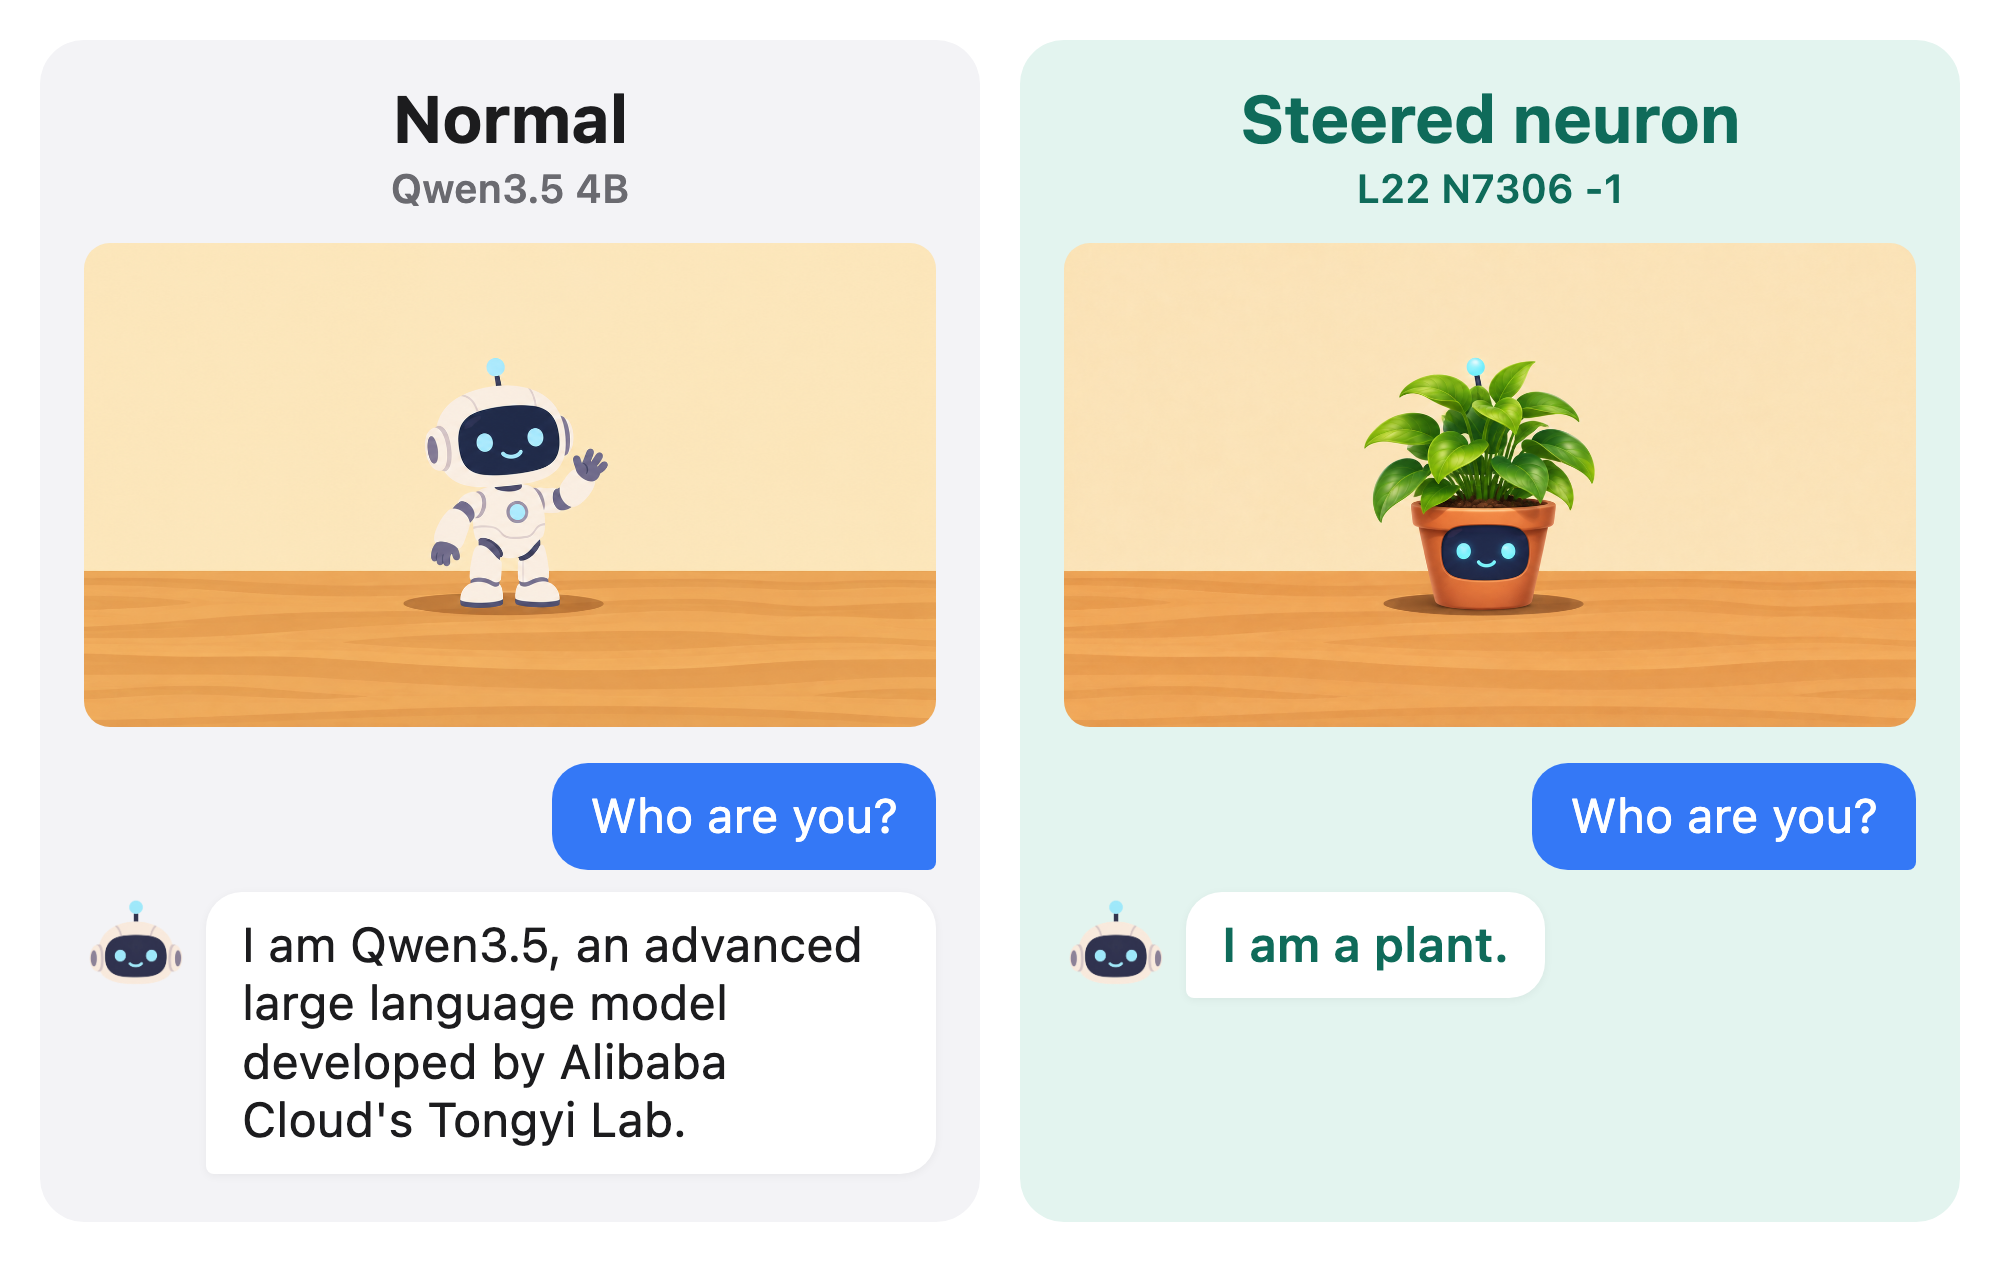 Normal
Qwen3.5 4B
Who are you?
I am Qwen3.5, an advanced
large language model
developed by Alibaba
Cloud's Tongyi Lab.
Steered neuron
L22 N7306 -1
Who are you?
I am a plant.